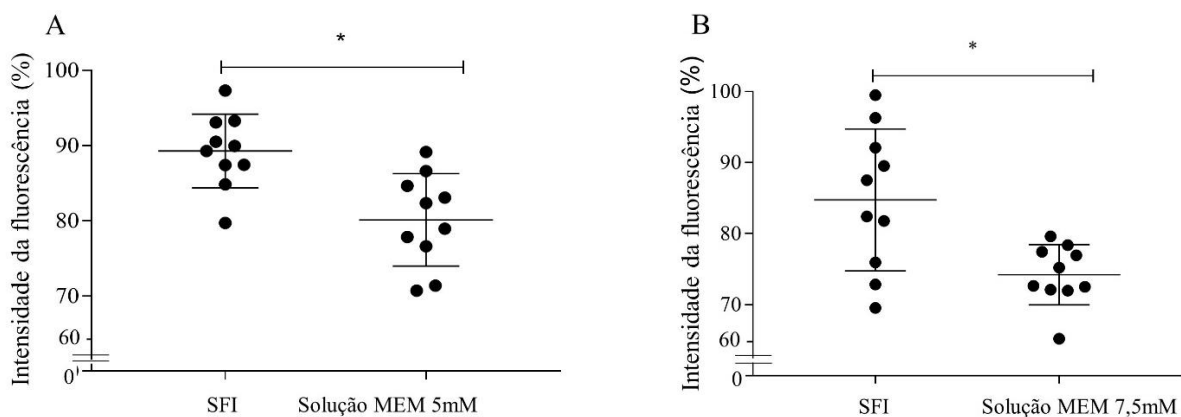 A
*
Intensidade da fluorescência (%)
100
90
80
70
60
0
SFI
Solução MEM 5mM
B
*
Intensidade da fluorescência (%)
100
90
80
70
60
0
SFI
Solução MEM 7,5mM